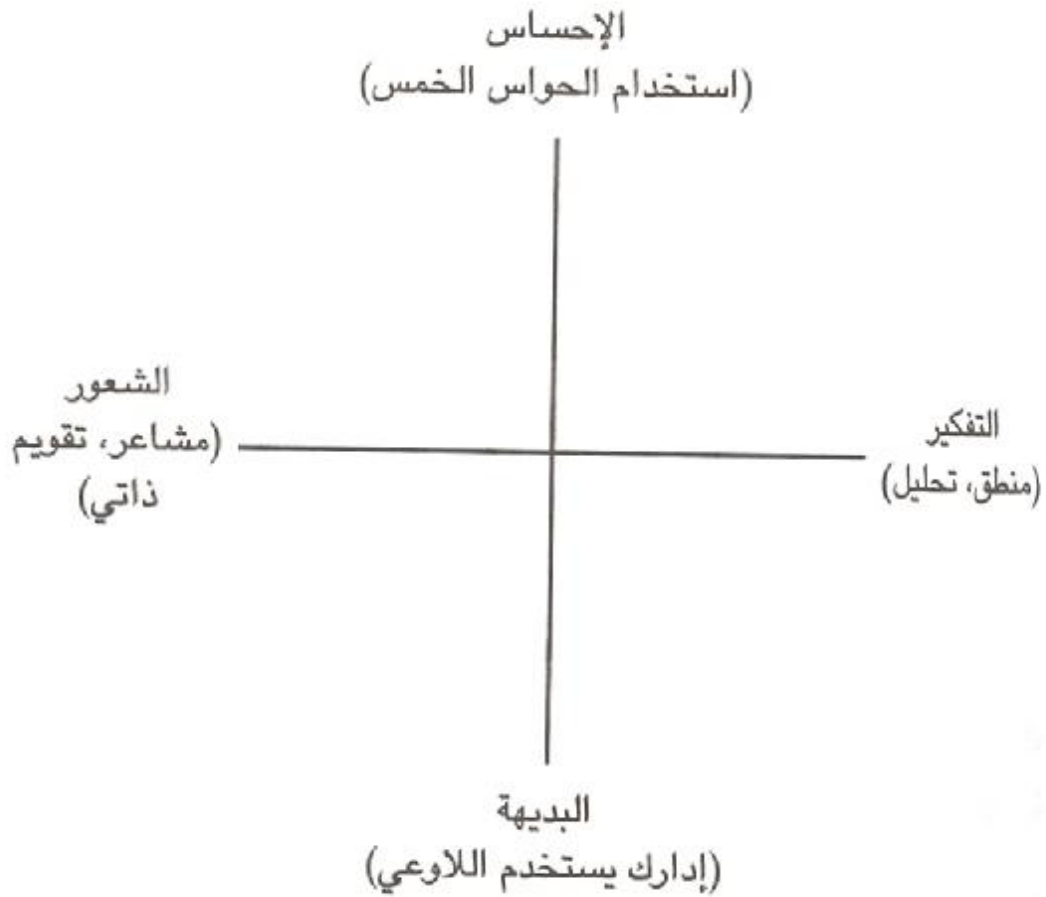 الإحساس
(استخدام الحواس الخمس)
الشعور
(مشاعر، تقويم
ذاتي)
التفكير
(منطق، تحليل)
البديهة
(إدارك يستخدم اللاوعي)